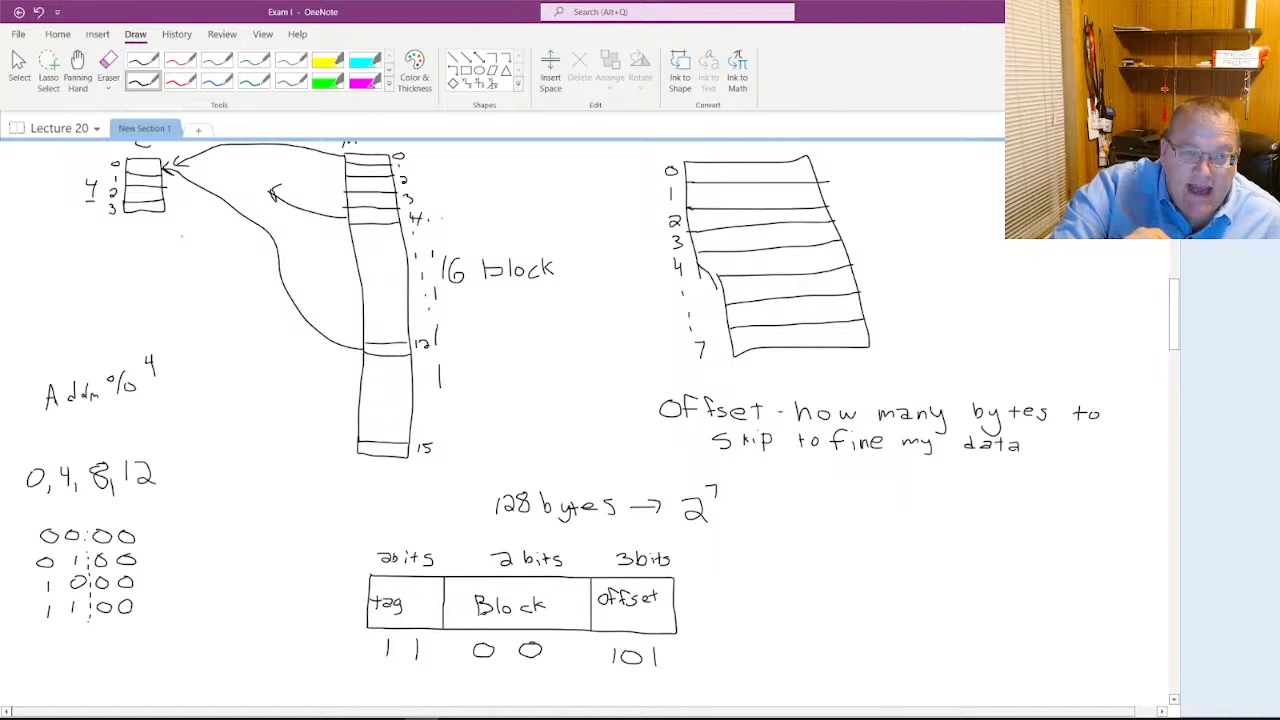 Exam I - OneNote
Search (Alt+Q)
File Home Insert Draw History Review View Help
Select
Lasso Select
Panning Hand
Eraser
Color & Thickness
Insert Space
Delete
Arrange
Rotate
Ink to Shape
Ink to Text
Ink to Math
Tools
Shapes
Edit
Convert
Lecture 20
New Section 1
+
0
1
4 2
3
0
1
2
3
4
16 block
12
15
0
1
2
3
4
7
Addr % 4
0, 4, 8, 12
00 00
01 00
10 00
11 00
Offset - how many bytes to
skip to fine my data
128 bytes → 2^7
2bits 2 bits 3bits
tag Block offset
11 00 101